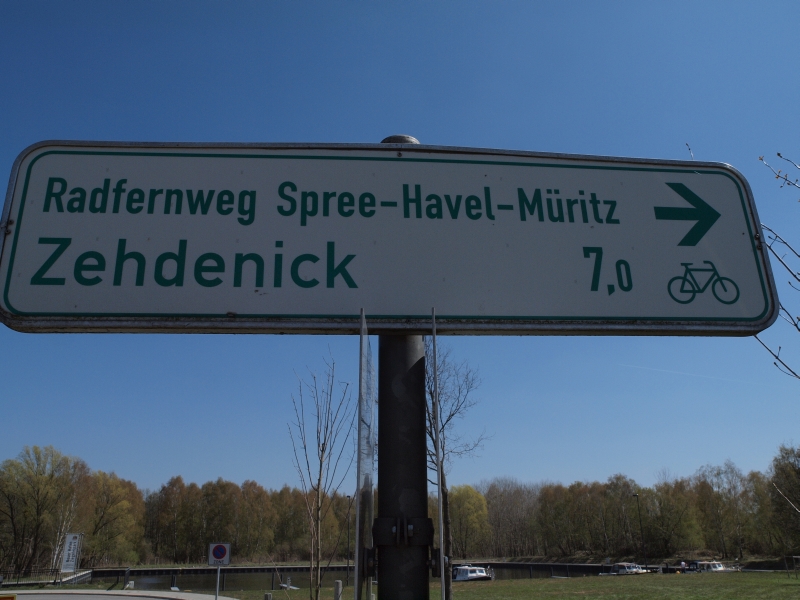 Radfernweg Spree-Havel-Müritz
Zehdenick 7,0